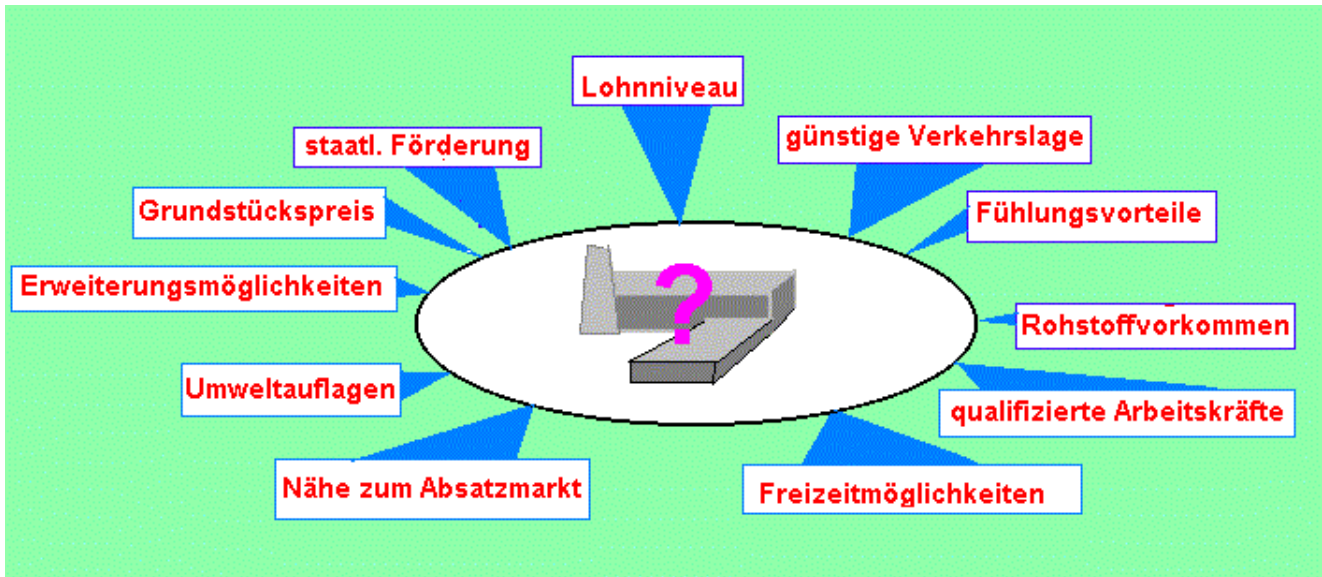 Lohnniveau
staatl. Förderung
günstige Verkehrslage
Grundstückspreis
Fühlungsvorteile
Erweiterungsmöglichkeiten
?
Rohstoffvorkommen
Umweltauflagen
qualifizierte Arbeitskräfte
Nähe zum Absatzmarkt
Freizeitmöglichkeiten